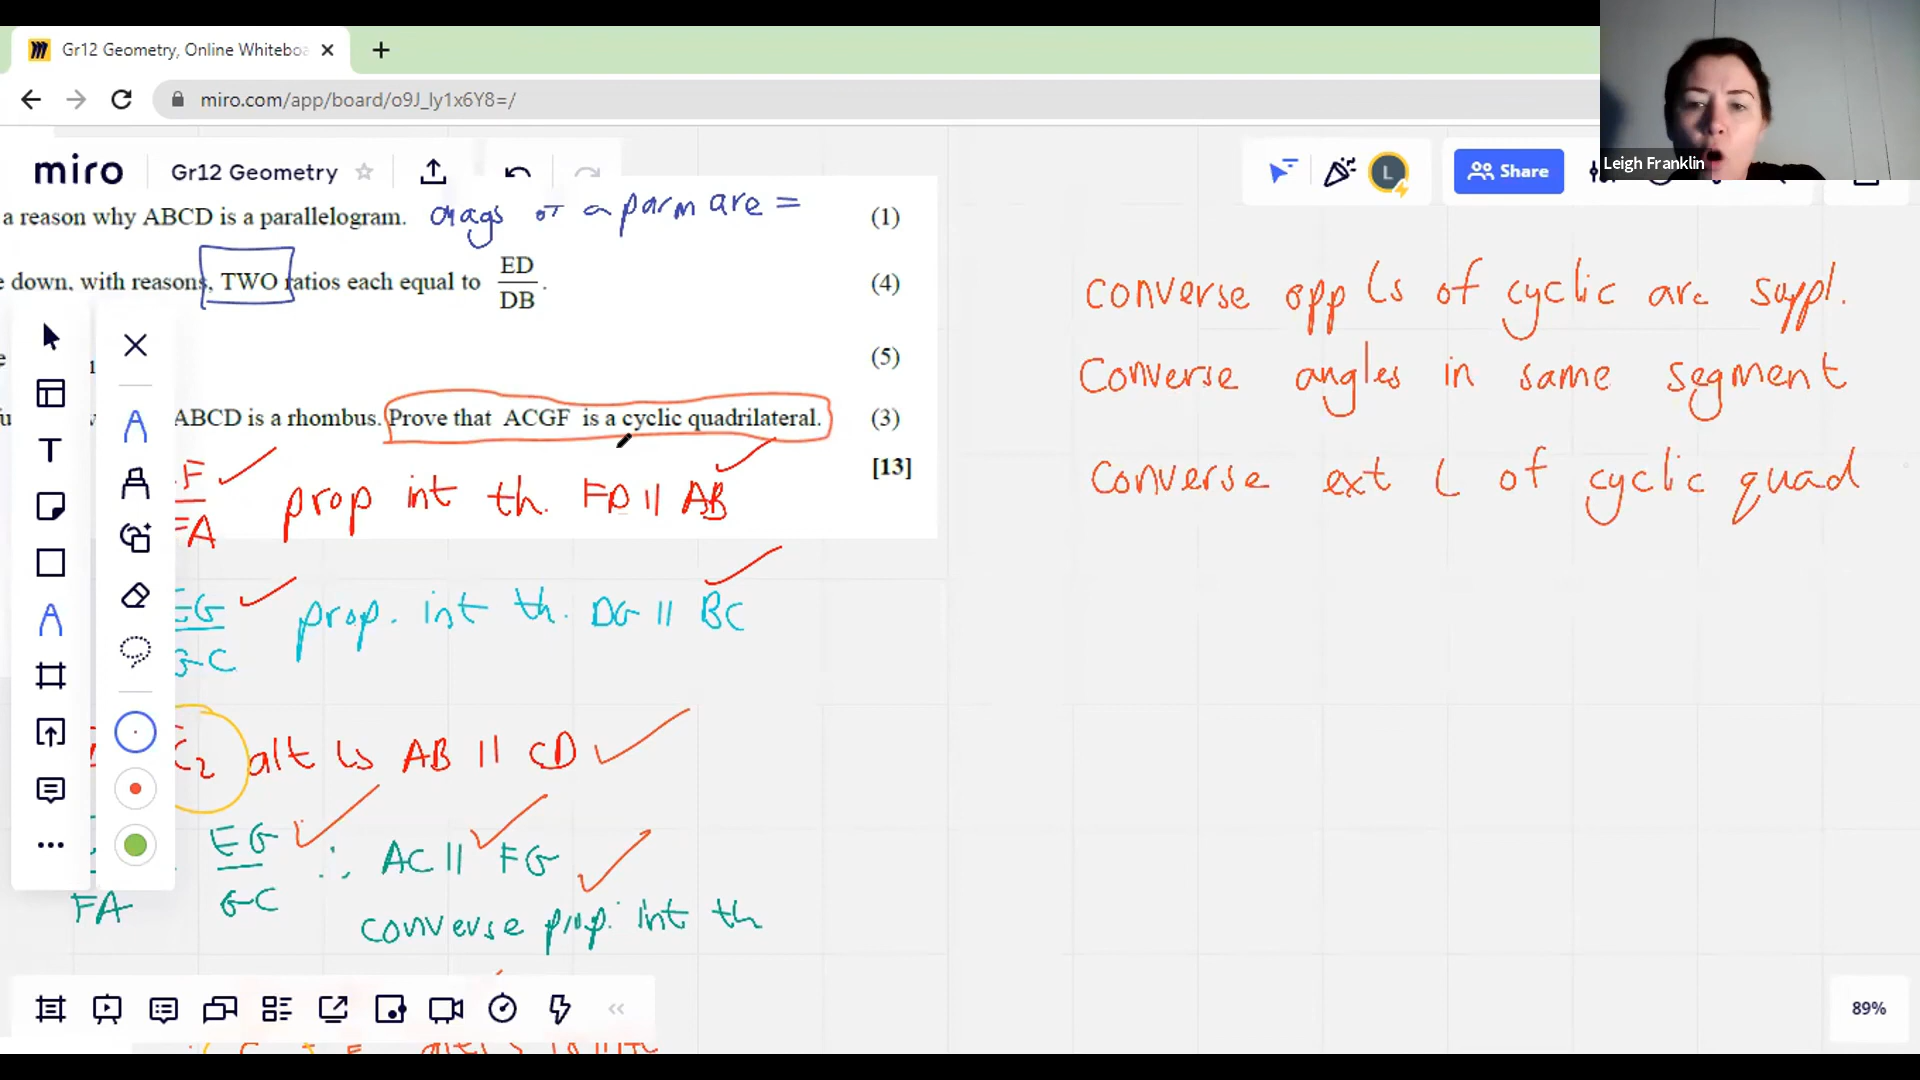 Gr12 Geometry, Online Whiteboa
miro.com/app/board/o9J_ly1x6Y8=/
Leigh Franklin
miro Gr12 Geometry
L Share
a reason why ABCD is a parallelogram. diags of a parm are = (1)
e down, with reasons, TWO ratios each equal to ED/DB. (4)
(5)
ABCD is a rhombus. Prove that ACGF is a cyclic quadrilateral. (3)
[13]
FA prop int th. FD || AB
EG
GC prop. int th. DG || BC
alt ∠s AB || CD
EG
GC ∴ AC || FG
FA
converse prop. int th
converse opp ∠s of cyclic are suppl.
Converse angles in same segment
converse ext ∠ of cyclic quad
89%